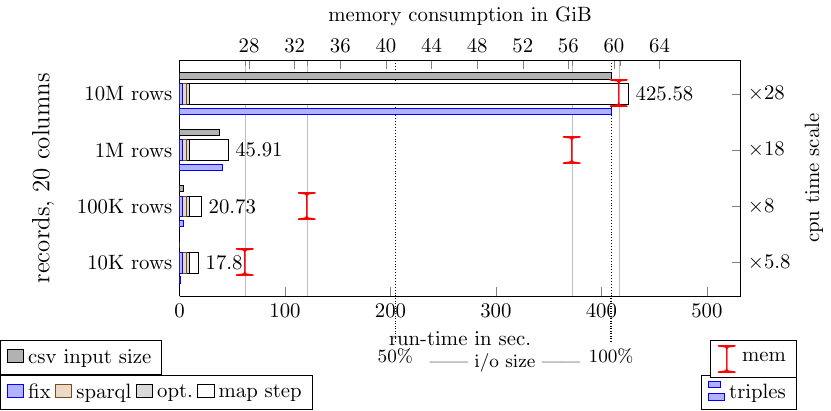 memory consumption in GiB
28 32 36 40 44 48 52 56 60 64
records, 20 columns
10M rows 425.58 ×28
1M rows 45.91 ×18
100K rows 20.73 ×8
10K rows 17.8 ×5.8
cpu time scale
0 100 200 300 400 500
run-time in sec.
50% i/o size 100%
csv input size
mem
fix sparql opt. map step
triples